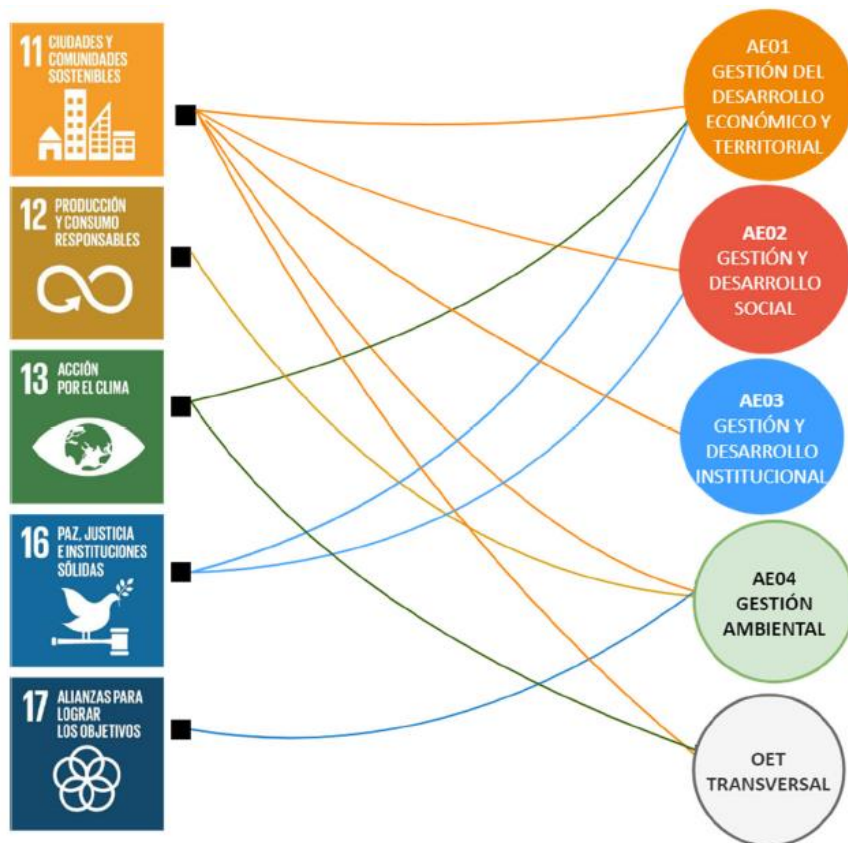 11 CIUDADES Y
COMUNIDADES
SOSTENIBLES
12 PRODUCCIÓN
Y CONSUMO
RESPONSABLES
13 ACCIÓN
POR EL CLIMA
16 PAZ, JUSTICIA
E INSTITUCIONES
SÓLIDAS
17 ALIANZAS PARA
LOGRAR
LOS OBJETIVOS
AE01
GESTIÓN DEL
DESARROLLO
ECONÓMICO Y
TERRITORIAL
AE02
GESTIÓN Y
DESARROLLO
SOCIAL
AE03
GESTIÓN Y
DESARROLLO
INSTITUCIONAL
AE04
GESTIÓN
AMBIENTAL
OET
TRANSVERSAL